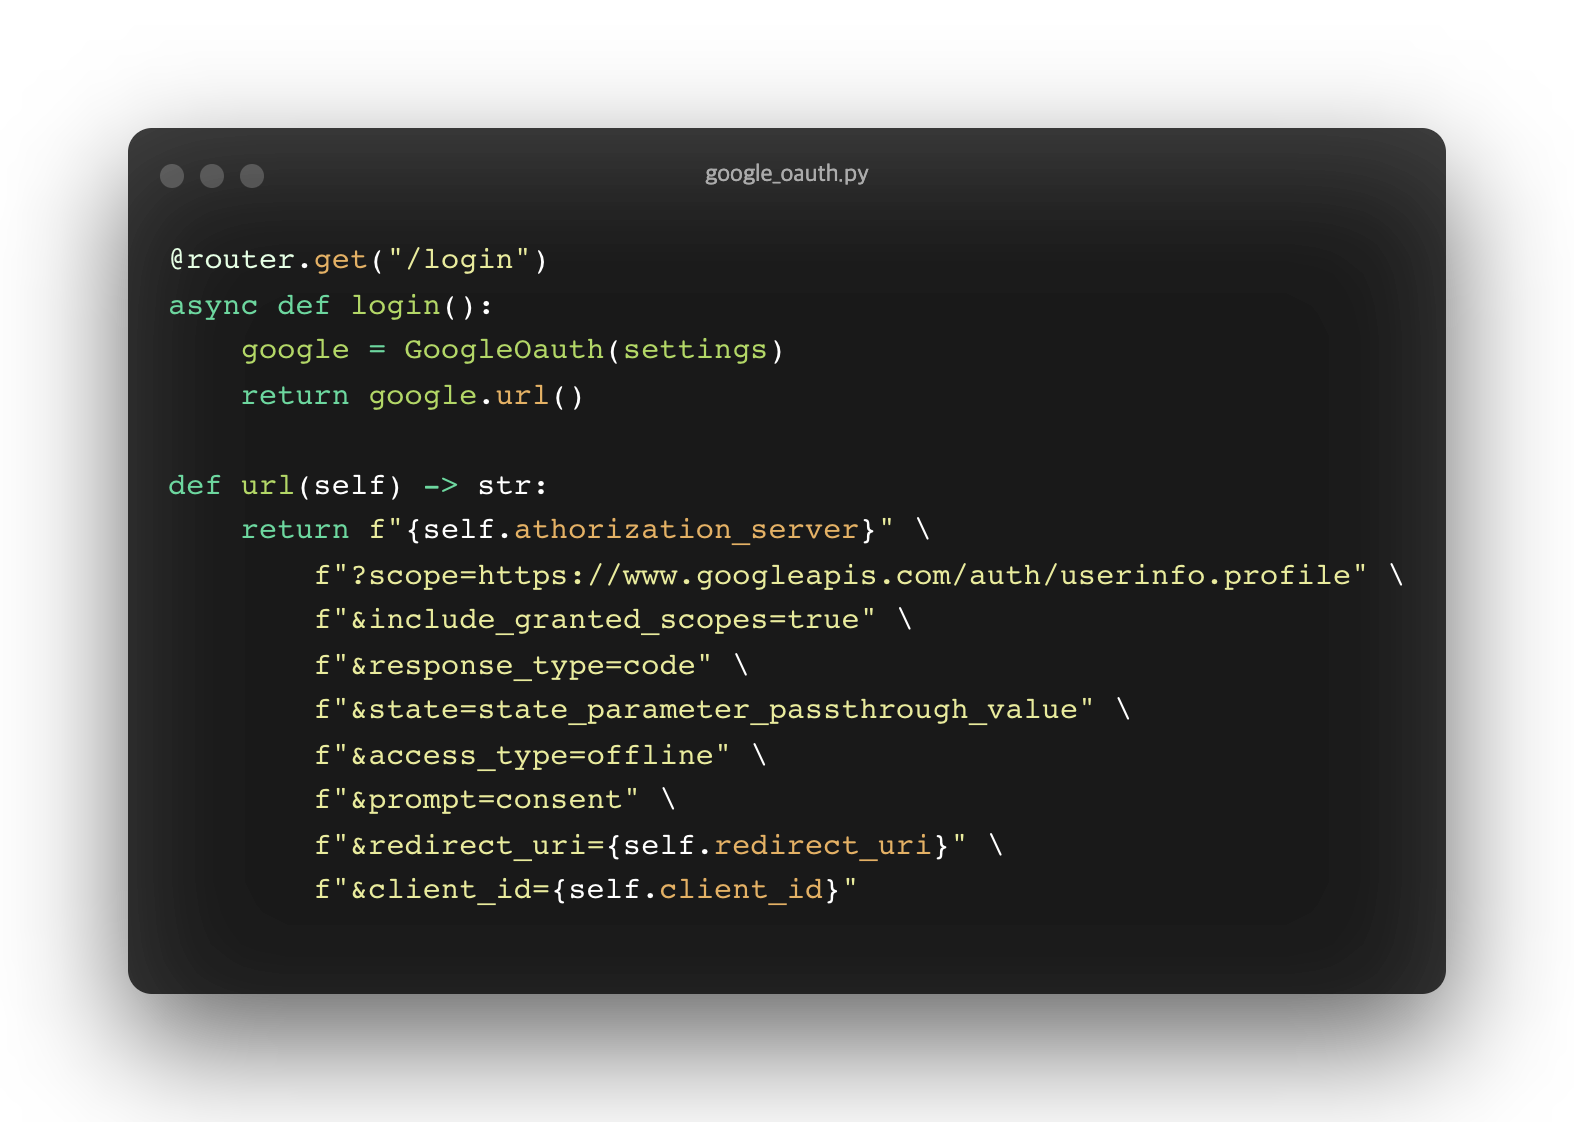 google_oauth.py
@router.get("/login")
async def login():
    google = GoogleOauth(settings)
    return google.url()
def url(self) -> str:
    return f"{self.athorization_server}" \
        f"?scope=https://www.googleapis.com/auth/userinfo.profile" \
        f"&include_granted_scopes=true" \
        f"&response_type=code" \
        f"&state=state_parameter_passthrough_value" \
        f"&access_type=offline" \
        f"&prompt=consent" \
        f"&redirect_uri={self.redirect_uri}" \
        f"&client_id={self.client_id}"